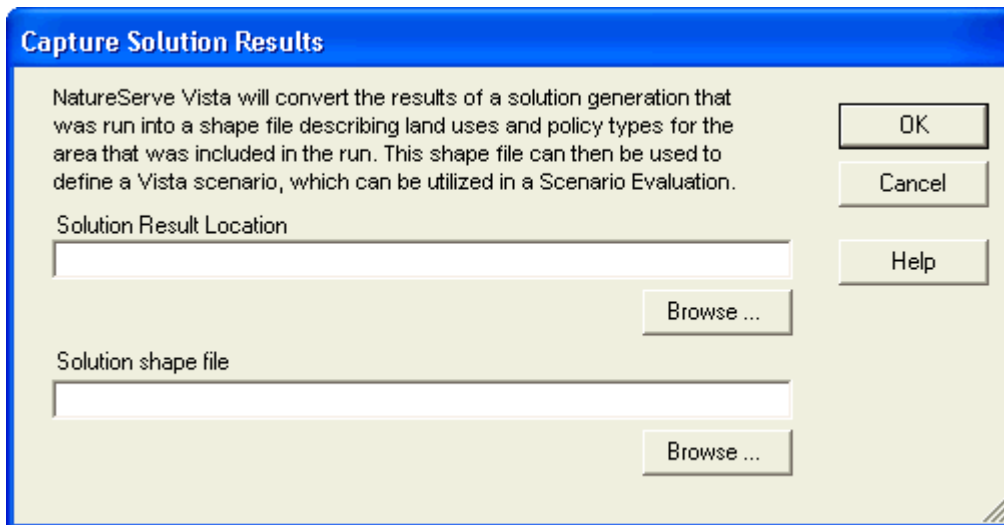 Capture Solution Results
NatureServe Vista will convert the results of a solution generation that
was run into a shape file describing land uses and policy types for the
area that was included in the run. This shape file can then be used to
define a Vista scenario, which can be utilized in a Scenario Evaluation.
OK
Cancel
Solution Result Location
Help
Browse ...
Solution shape file
Browse ...